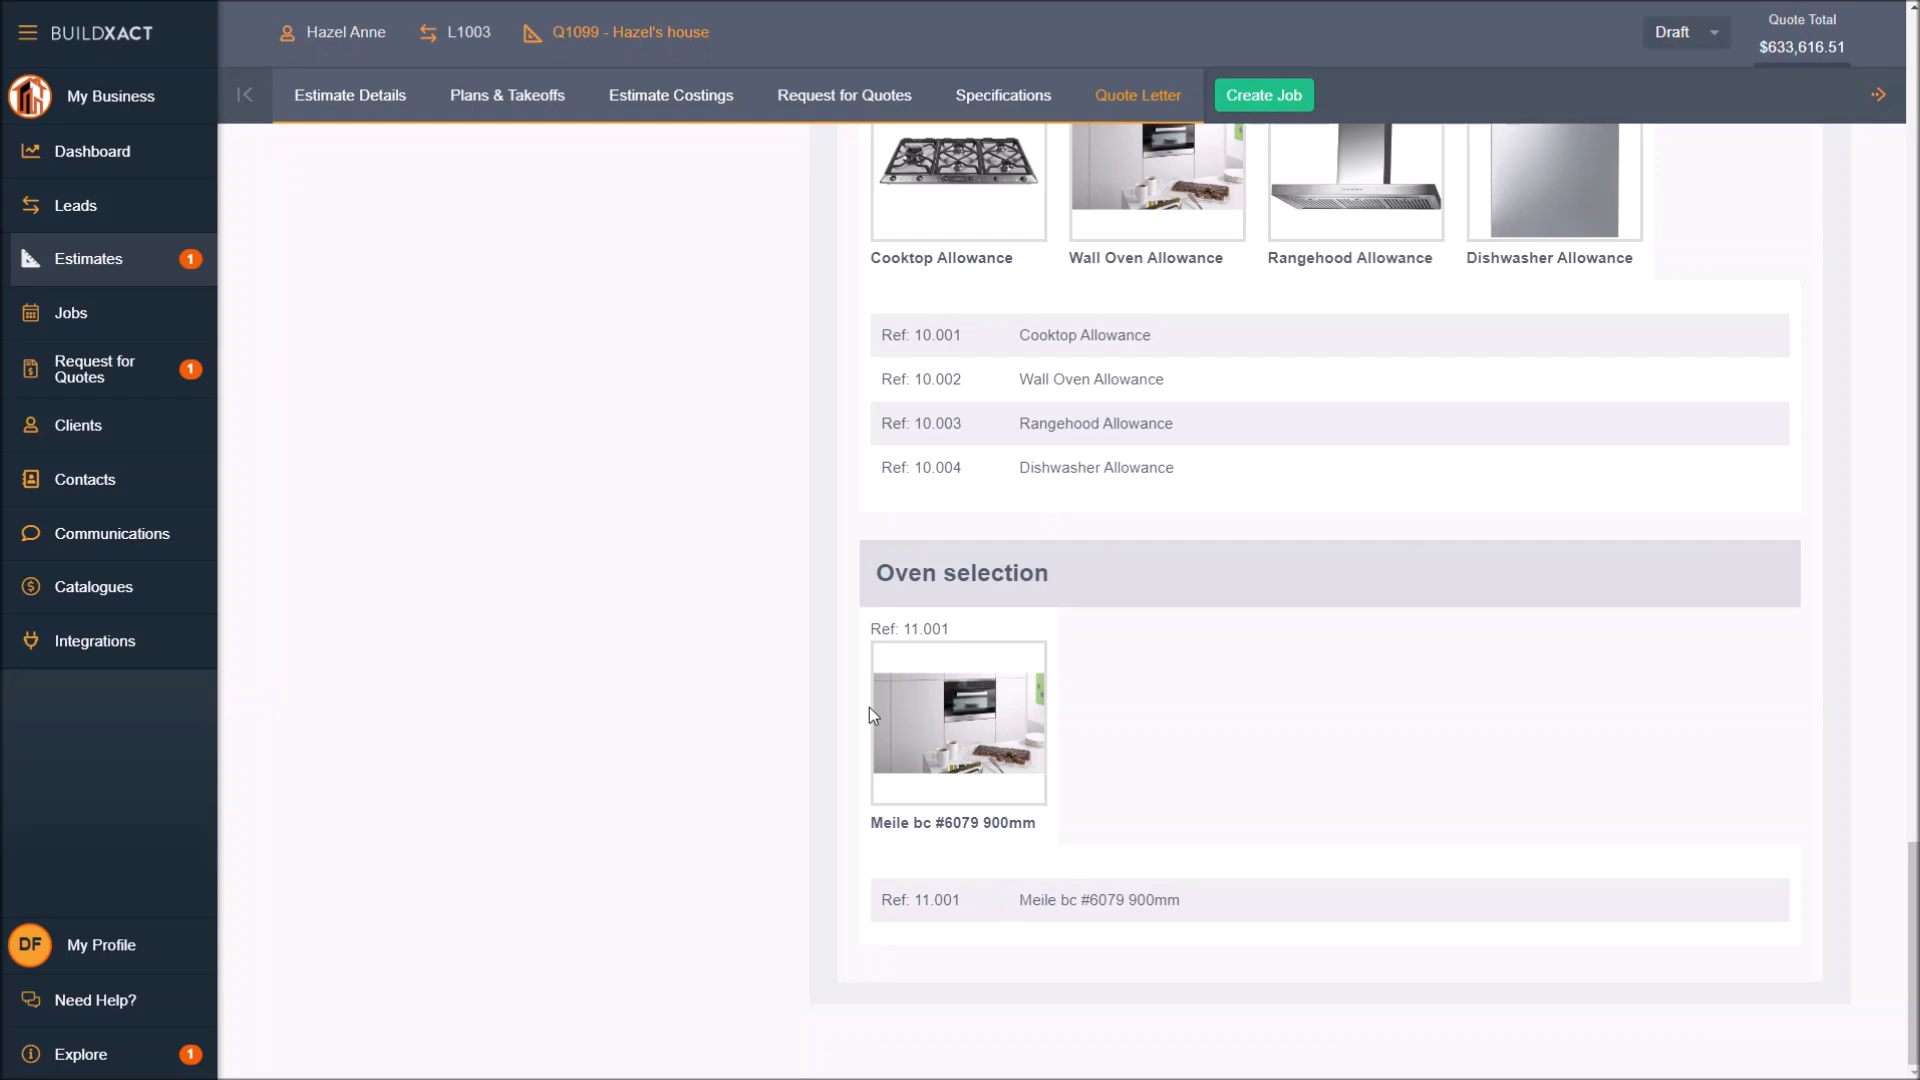 BUILDXACT
Hazel Anne
L1003
Q1099 - Hazel's house
Draft
Quote Total
$633,616.51
My Business
Estimate Details
Plans & Takeoffs
Estimate Costings
Request for Quotes
Specifications
Quote Letter
Create Job
Dashboard
Leads
Estimates
1
Jobs
Request for
Quotes
1
Clients
Contacts
Communications
Catalogues
Integrations
DF
My Profile
Need Help?
Explore
1
Cooktop Allowance
Wall Oven Allowance
Rangehood Allowance
Dishwasher Allowance
Ref: 10.001 Cooktop Allowance
Ref: 10.002 Wall Oven Allowance
Ref: 10.003 Rangehood Allowance
Ref: 10.004 Dishwasher Allowance
Oven selection
Ref: 11.001
Meile bc #6079 900mm
Ref: 11.001 Meile bc #6079 900mm